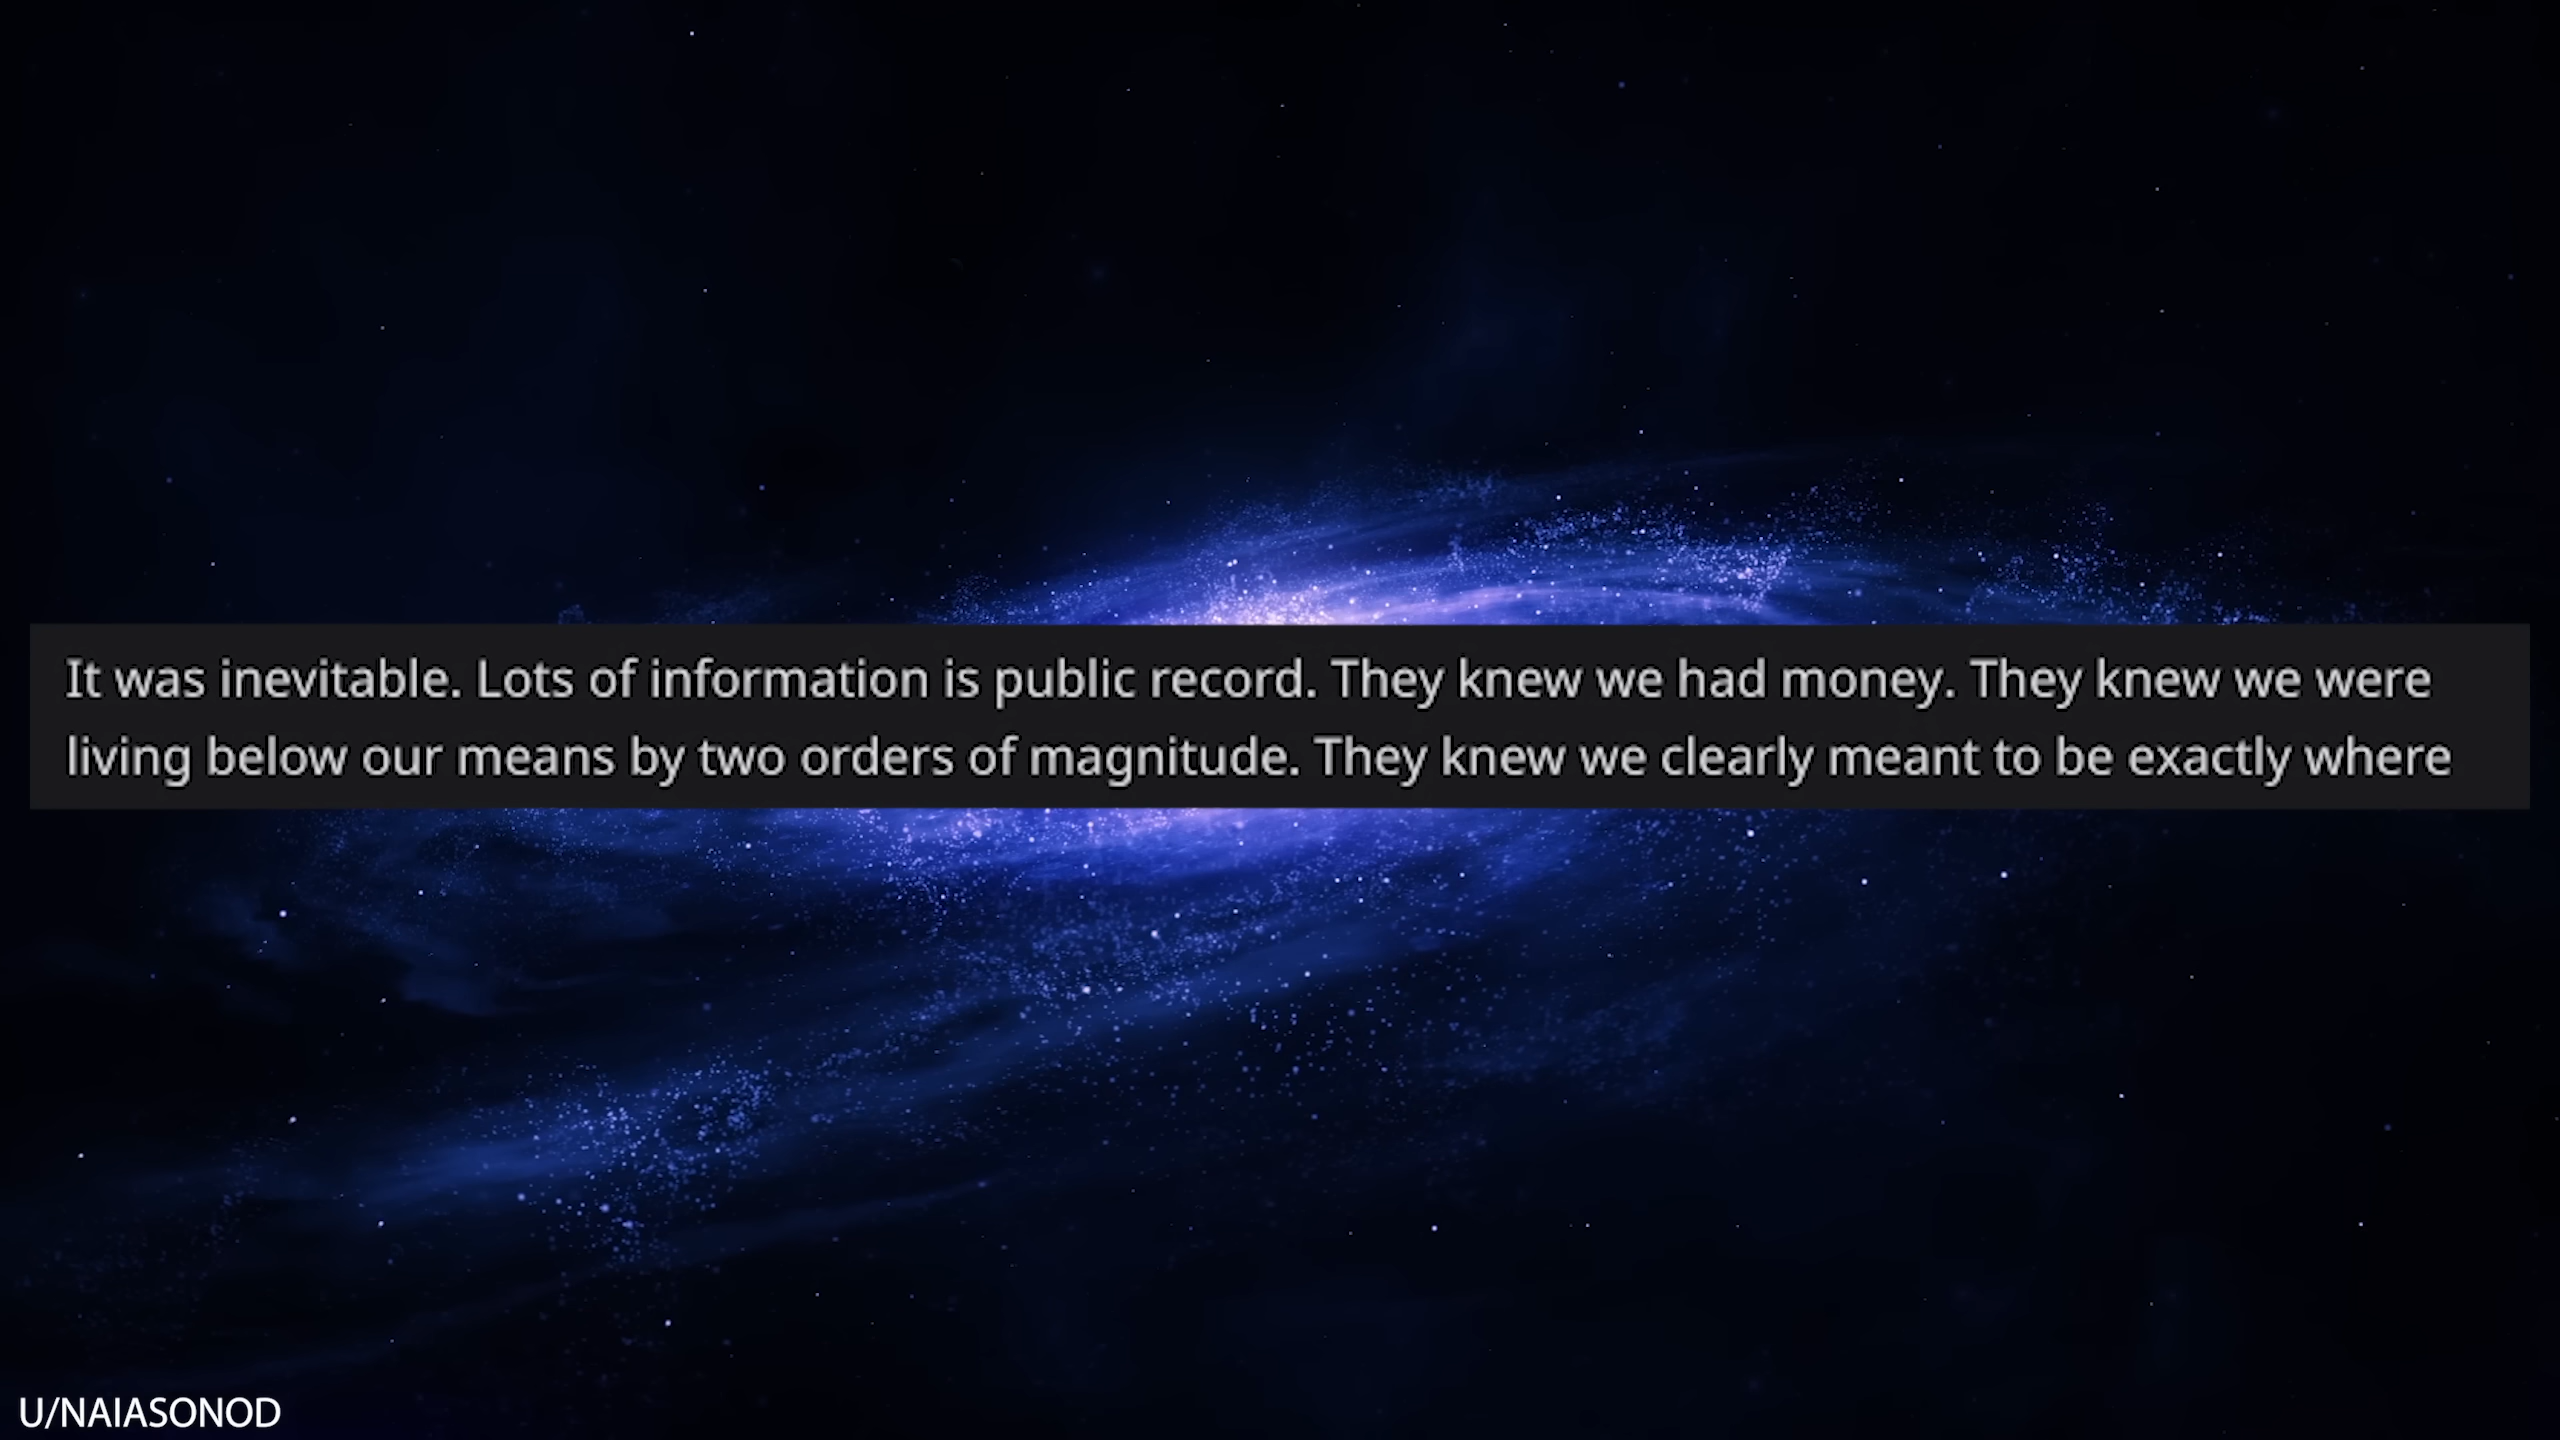 It was inevitable. Lots of information is public record. They knew we had money. They knew we were
living below our means by two orders of magnitude. They knew we clearly meant to be exactly where
U/NAIASONOD